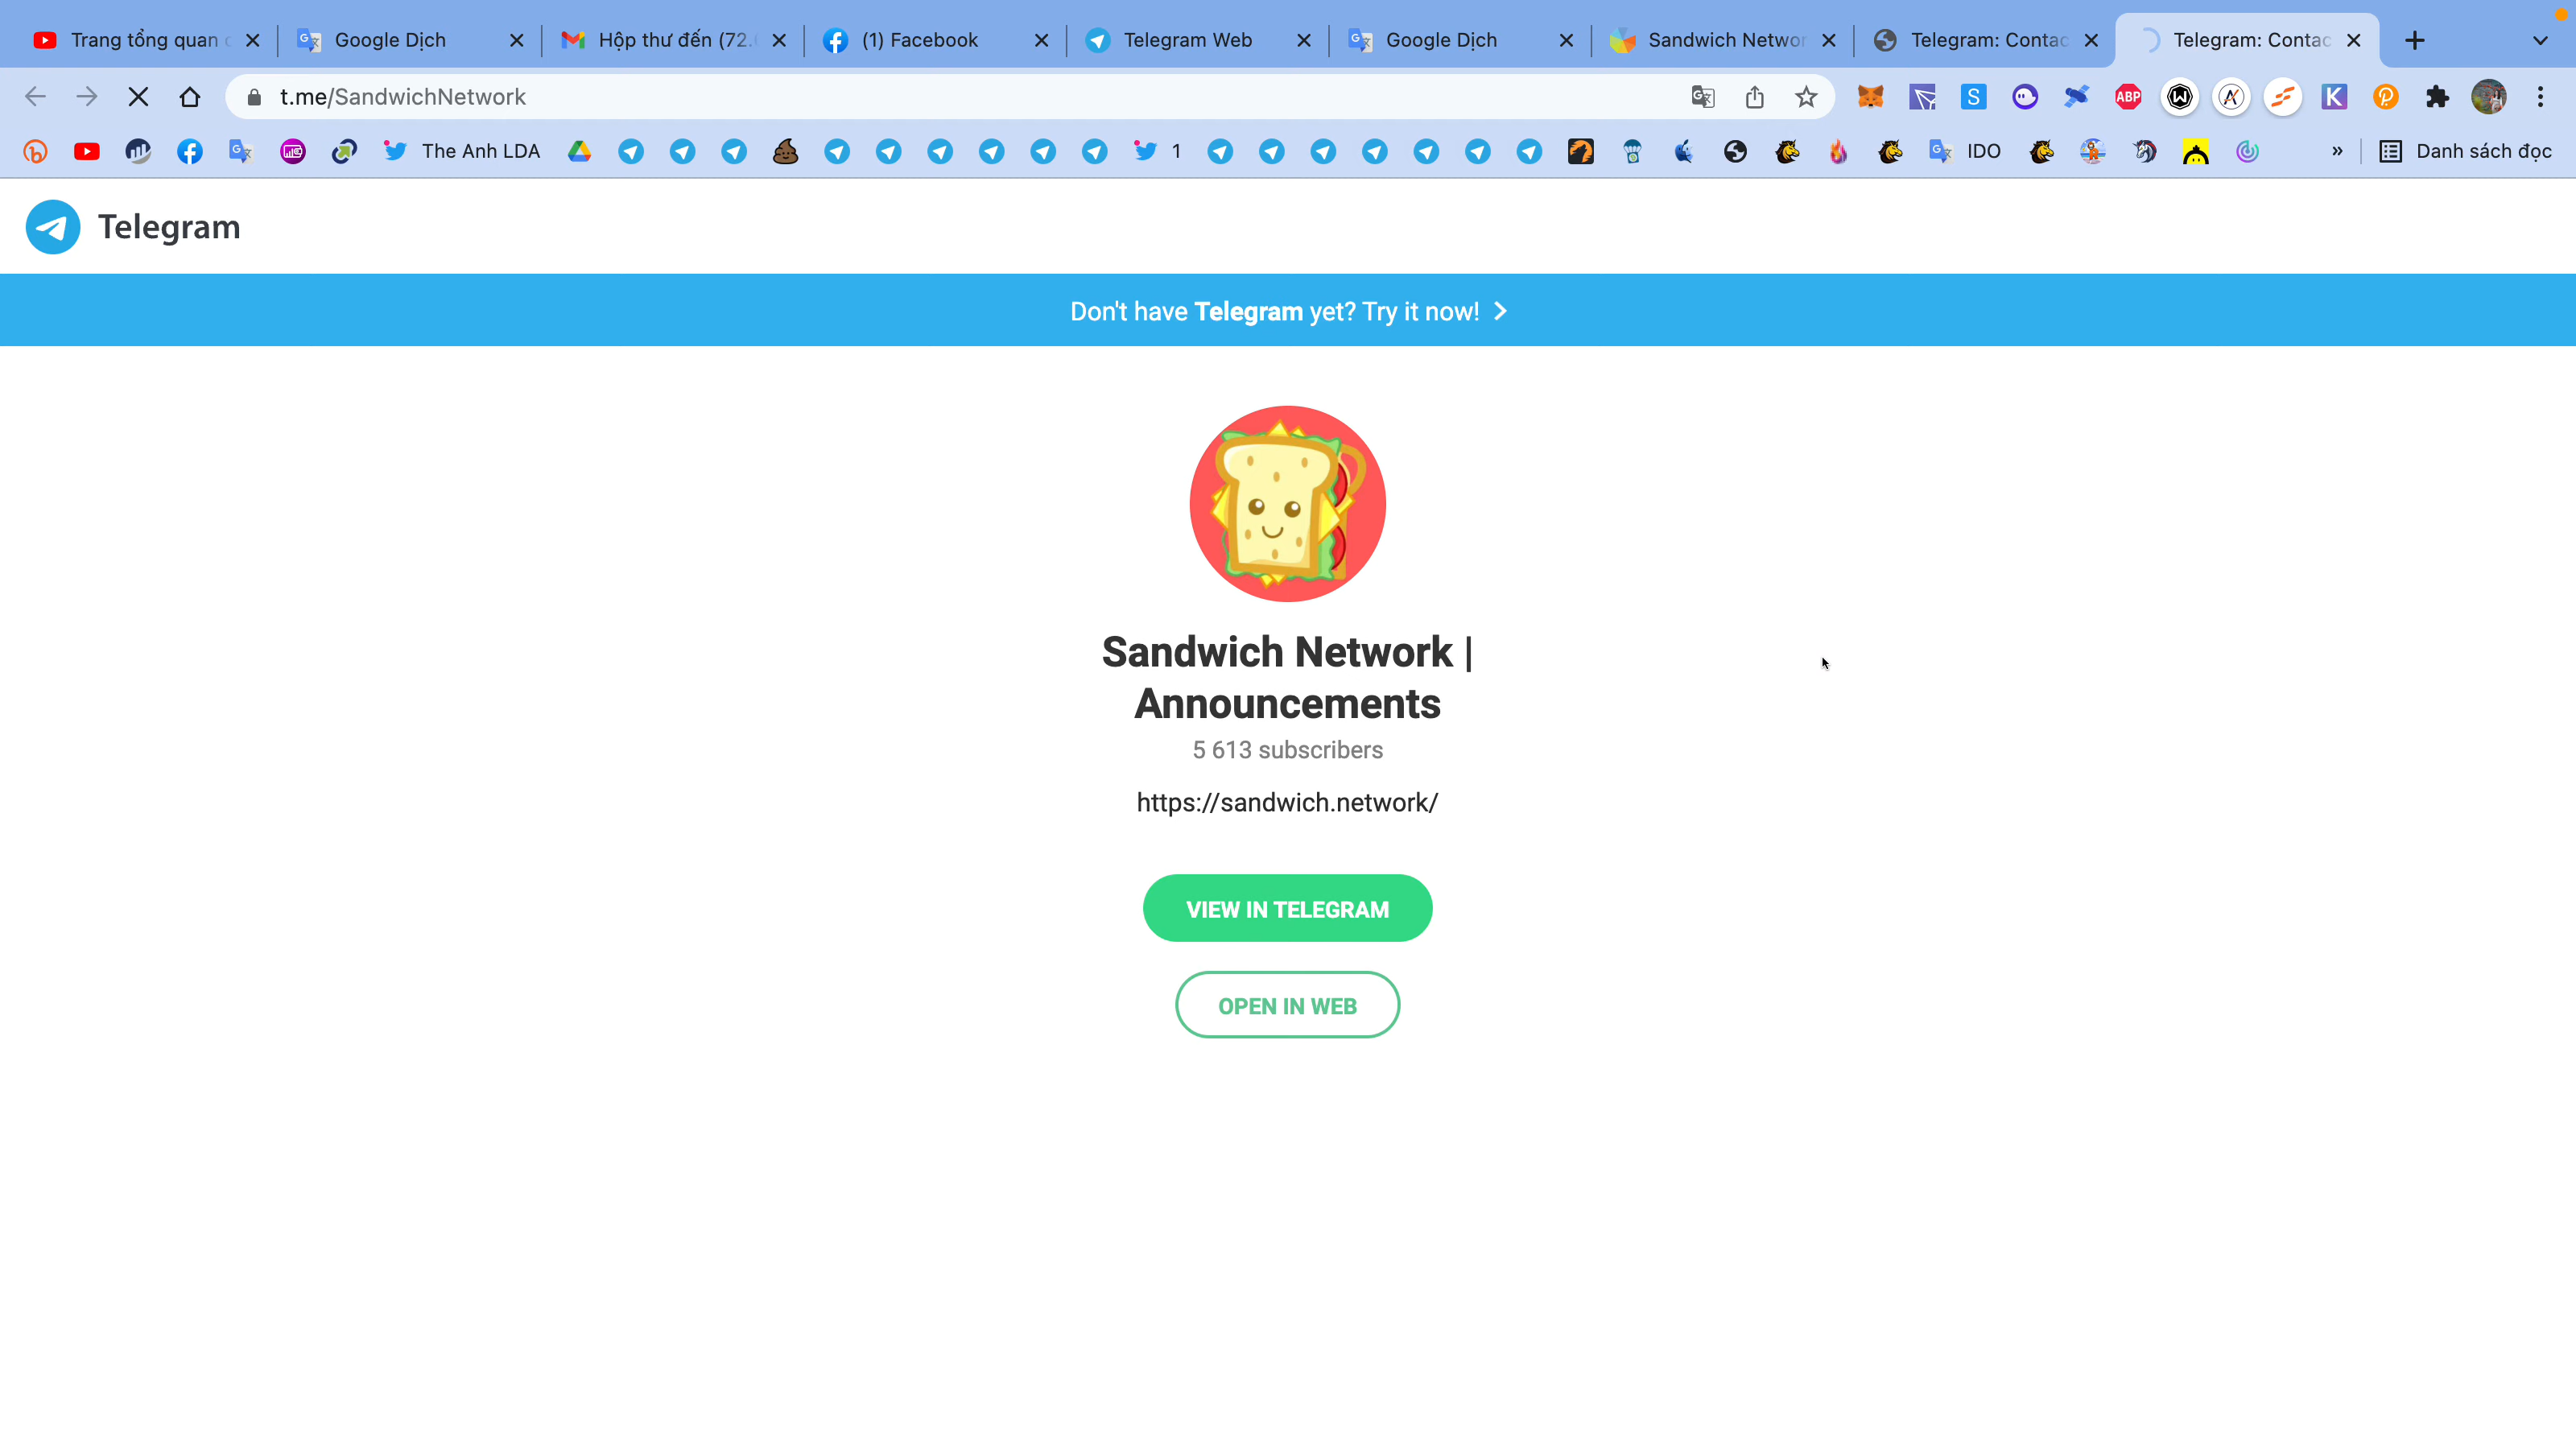 Trang tổng quan
Google Dịch
Hộp thư đến (72.
(1) Facebook
Telegram Web
Google Dịch
Sandwich Networ
Telegram: Contac
Telegram: Contac
t.me/SandwichNetwork
S
ABP
K
The Anh LDA
1
IDO
»
Danh sách đọc
Telegram
Don't have Telegram yet? Try it now!
Sandwich Network |
Announcements
5 613 subscribers
https://sandwich.network/
VIEW IN TELEGRAM
OPEN IN WEB